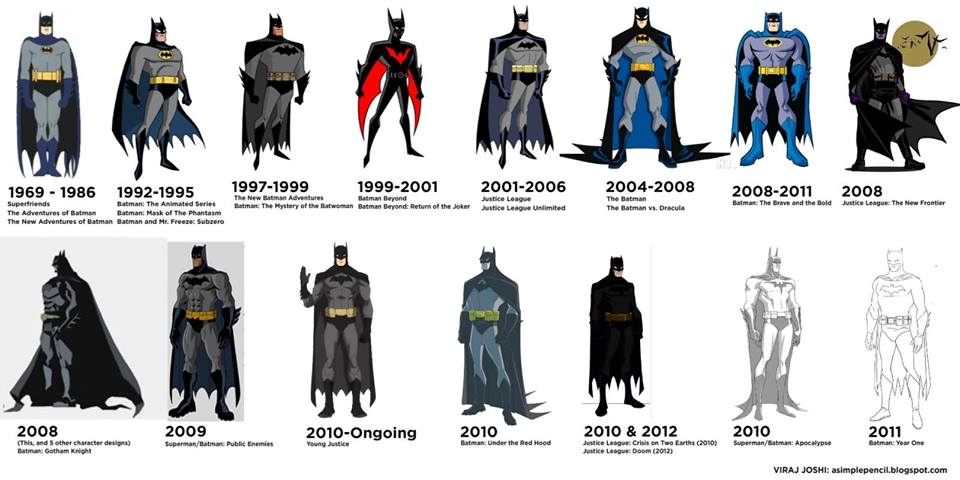 1969 - 1986
Superfriends
The Adventures of Batman
The New Adventures of Batman
1992-1995
Batman: The Animated Series
Batman: Mask of the Phantasm
Batman and Mr. Freeze: Subzero
1997-1999
The New Batman Adventures
Batman: The Mystery of the Batwoman
1999-2001
Batman Beyond
Batman Beyond: Return of the Joker
2001-2006
Justice League
Justice League Unlimited
2004-2008
The Batman
The Batman vs. Dracula
2008-2011
Batman: The Brave and the Bold
2008
Justice League: The New Frontier
2008
(This, and 5 other character designs)
Batman: Gotham Knight
2009
Superman/Batman: Public Enemies
2010-Ongoing
Young Justice
2010
Batman: Under the Red Hood
2010 & 2012
Justice League: Crisis on Two Earths (2010)
Justice League: Doom (2012)
2010
Superman/Batman: Apocalypse
2011
Batman: Year One
VIRAJ JOSHI: asimplepencil.blogspot.com